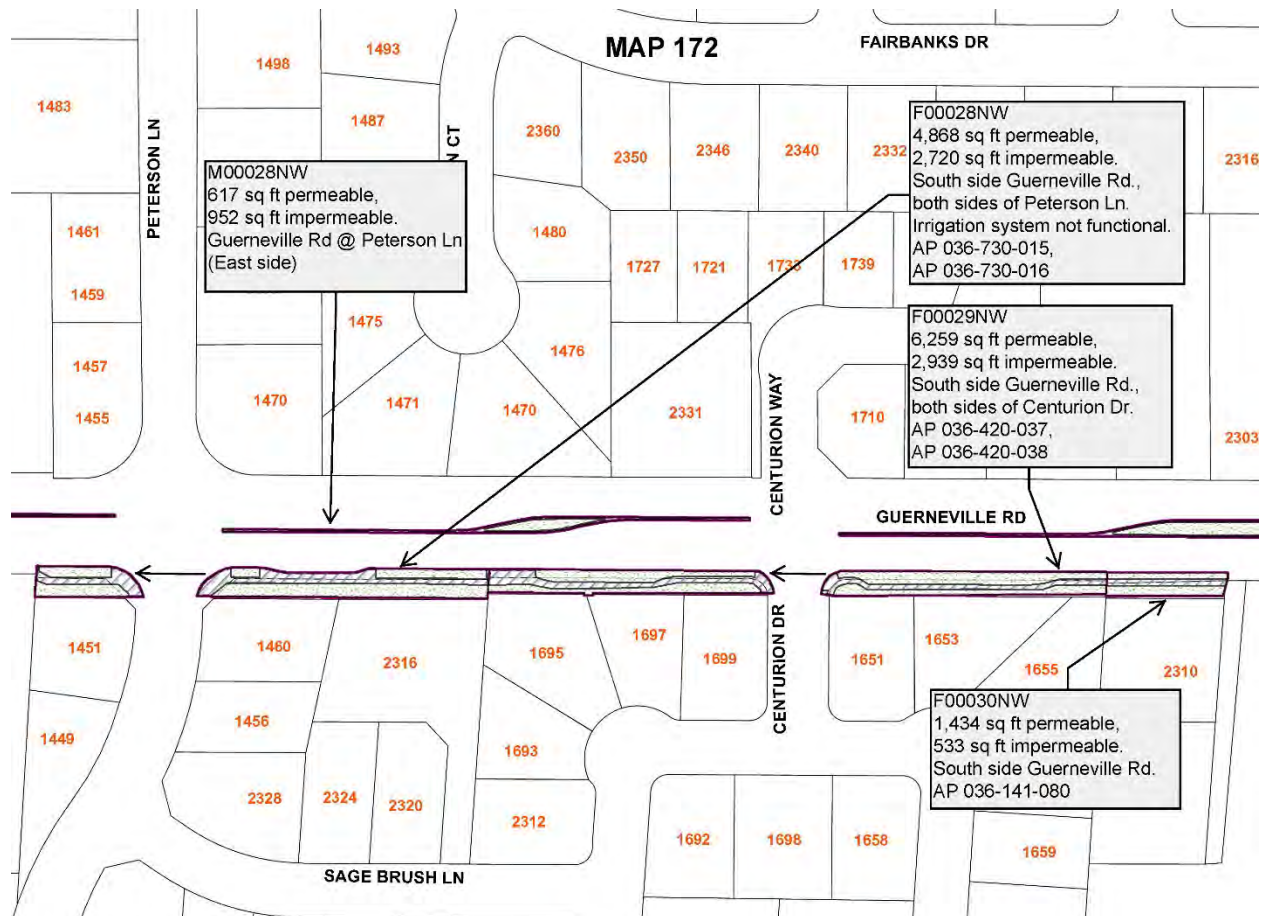 MAP 172
FAIRBANKS DR
1483
1498
1493
1487
PETERSON LN
N CT
2360
2350
2346
2340
2332
2316
M00028NW
617 sq ft permeable,
952 sq ft impermeable.
Guerneville Rd @ Peterson Ln
(East side)
F00028NW
4,868 sq ft permeable,
2,720 sq ft impermeable.
South side Guerneville Rd.,
both sides of Peterson Ln.
Irrigation system not functional.
AP 036-730-015,
AP 036-730-016
1461
1459
1480
1727
1721
1733
1739
1475
1476
1457
1455
1470
1471
1470
2331
CENTURION WAY
1710
F00029NW
6,259 sq ft permeable,
2,939 sq ft impermeable.
South side Guerneville Rd.,
both sides of Centurion Dr.
AP 036-420-037,
AP 036-420-038
2303
GUERNEVILLE RD
1451
1460
2316
1695
1697
1699
CENTURION DR
1651
1653
1655
2310
1449
1456
1693
F00030NW
1,434 sq ft permeable,
533 sq ft impermeable.
South side Guerneville Rd.
AP 036-141-080
2328
2324
2320
2312
1692
1698
1658
1659
SAGE BRUSH LN